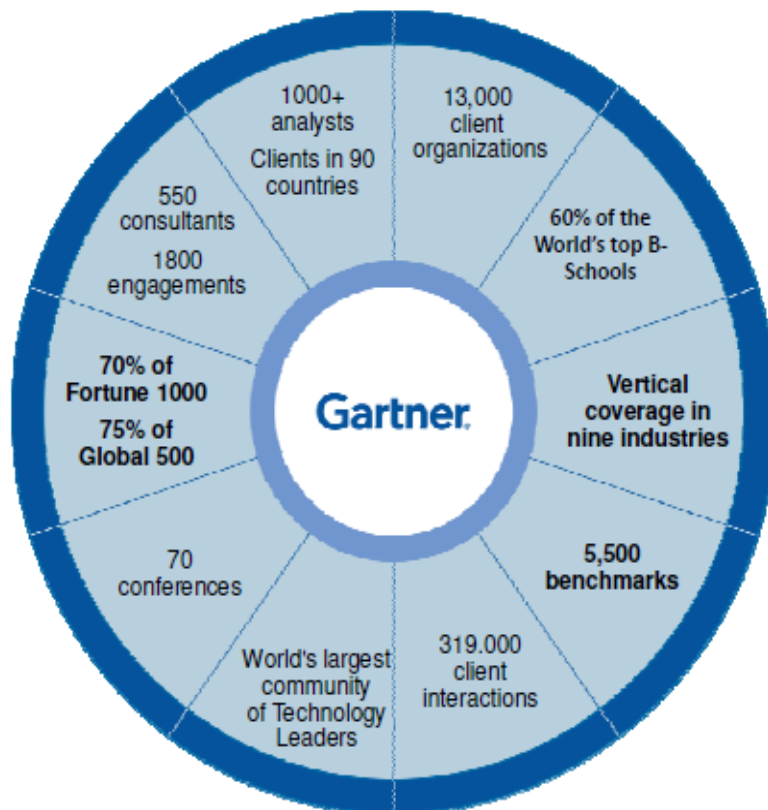 1000+
analysts
Clients in 90
countries
13,000
client
organizations
60% of the
World's top B-
Schools
Vertical
coverage in
nine industries
5,500
benchmarks
319.000
client
interactions
World's largest
community
of Technology
Leaders
70
conferences
70% of
Fortune 1000
75% of
Global 500
550
consultants
1800
engagements
Gartner.